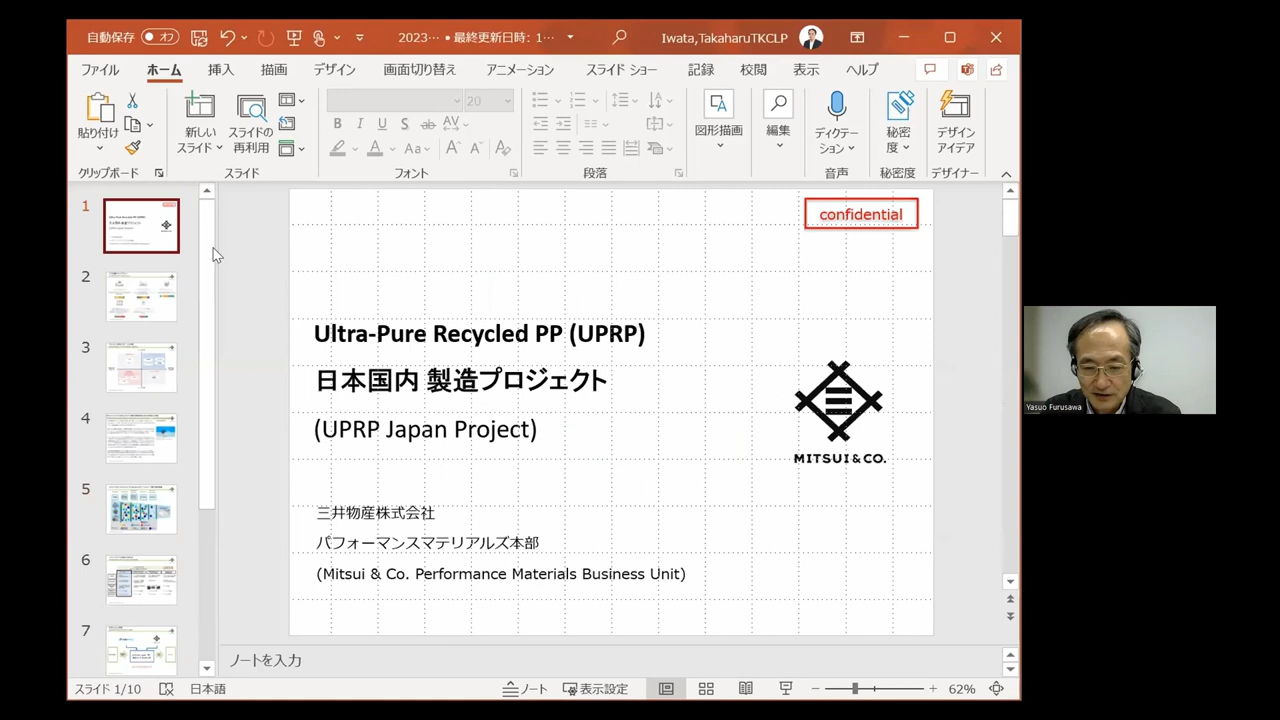 自動保存 オフ 2023… • 最終更新日時: 1… Iwata,TakaharuTKCLP
ファイル ホーム 挿入 描画 デザイン 画面切り替え アニメーション スライド ショー 記録 校閲 表示 ヘルプ
貼り付け
新しい
スライド
スライドの
再利用
20
B I U S ab AV
A Aa A A A
図形描画
編集
ディクテー
ション
秘密
度
デザイン
アイデア
クリップボード スライド フォント 段落 音声 秘密度 デザイナー
1
2
3
4
5
6
7
confidential
Ultra-Pure Recycled PP (UPRP)
日本国内 製造プロジェクト
(UPRP Japan Project)
MITSUI & CO.
三井物産株式会社
パフォーマンスマテリアルズ本部
(Mitsui & Co. Performance Materials Business Unit)
ノートを入力
スライド 1/10 日本語 ノート 表示設定 62%
Yasuo Furusawa